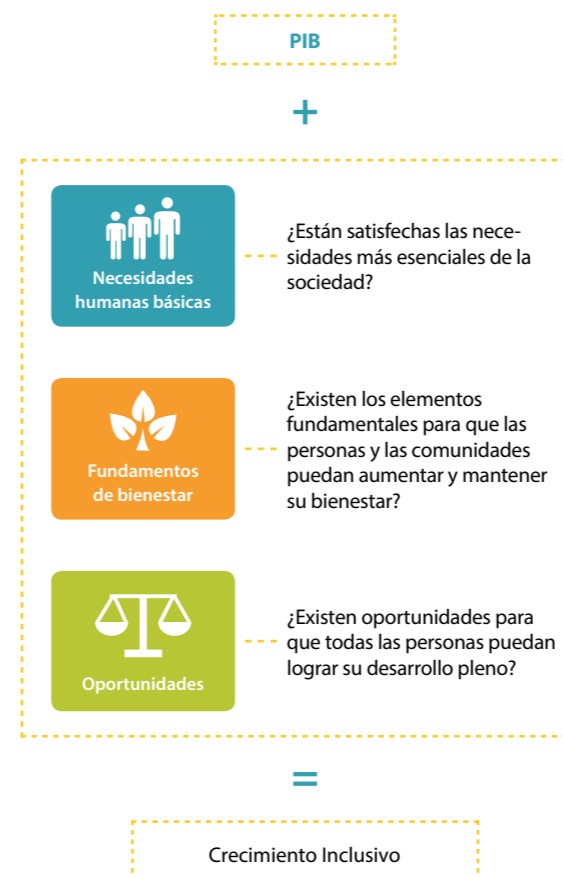 PIB
+
Necesidades
humanas básicas
¿Están satisfechas las nece-
sidades más esenciales de la
sociedad?
Fundamentos
de bienestar
¿Existen los elementos
fundamentales para que las
personas y las comunidades
puedan aumentar y mantener
su bienestar?
Oportunidades
¿Existen oportunidades para
que todas las personas puedan
lograr su desarrollo pleno?
=
Crecimiento Inclusivo